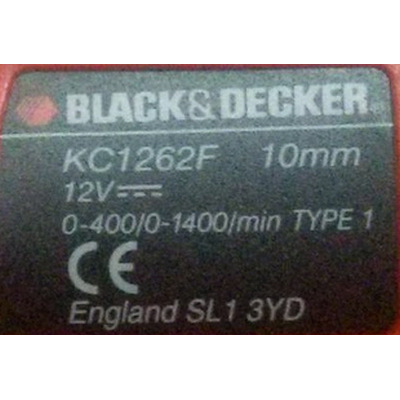 BLACK&DECKER
KC1262F 10mm
12V⎓
0-400/0-1400/min TYPE 1
CE
England SL1 3YD